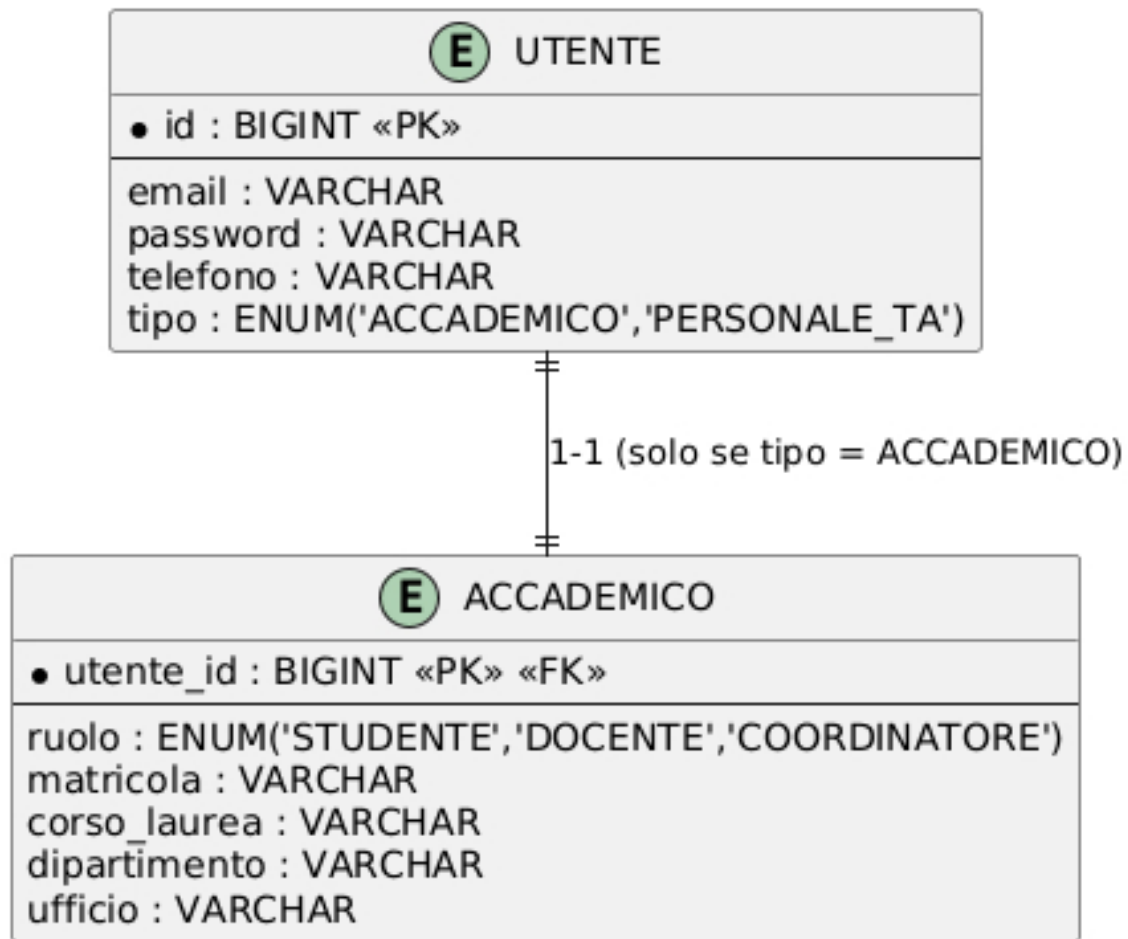 E UTENTE
• id : BIGINT «PK»
email : VARCHAR
password : VARCHAR
telefono : VARCHAR
tipo : ENUM('ACCADEMICO','PERSONALE_TA')
1-1 (solo se tipo = ACCADEMICO)
E ACCADEMICO
• utente_id : BIGINT «PK» «FK»
ruolo : ENUM('STUDENTE','DOCENTE','COORDINATORE')
matricola : VARCHAR
corso_laurea : VARCHAR
dipartimento : VARCHAR
ufficio : VARCHAR